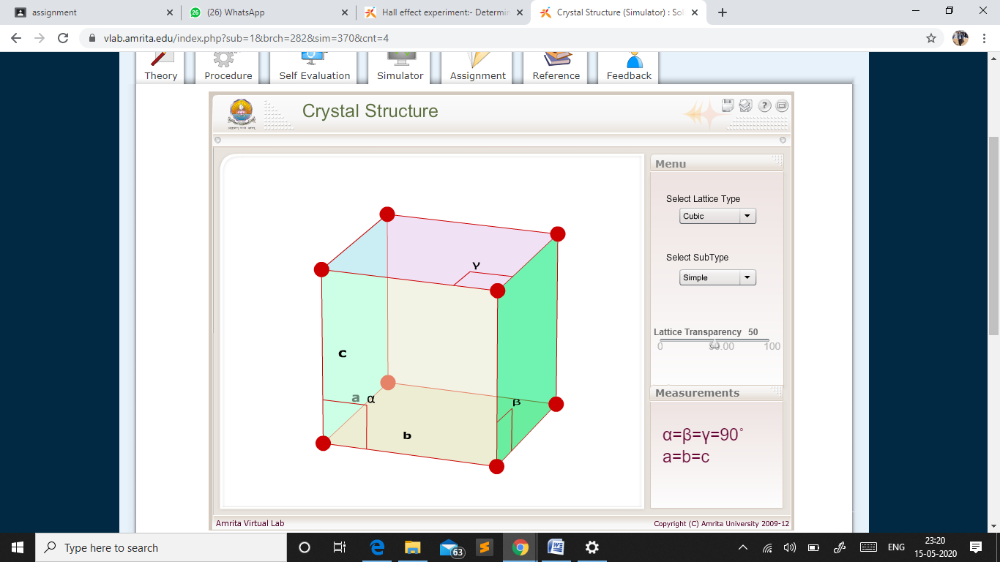 assignment
(26) WhatsApp
Hall effect experiment:- Determin
Crystal Structure (Simulator) : Sol
vlab.amrita.edu/index.php?sub=1&brch=282&sim=370&cnt=4
Theory
Procedure
Self Evaluation
Simulator
Assignment
Reference
Feedback
Crystal Structure
?
Menu
Select Lattice Type
Cubic
Select SubType
Simple
Lattice Transparency 50
0
50.00
100
Measurements
α=β=γ=90°
a=b=c
γ
c
a
α
β
b
Amrita Virtual Lab
Copyright (C) Amrita University 2009-12
Type here to search
63
ENG
23:20
15-05-2020